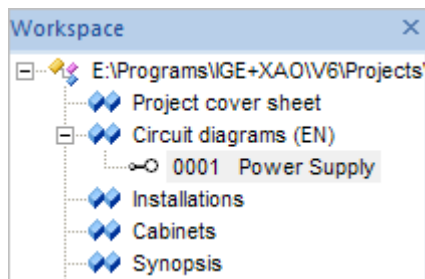 Workspace
E:\Programs\IGE+XAO\V6\Projects\
Project cover sheet
Circuit diagrams (EN)
0001 Power Supply
Installations
Cabinets
Synopsis